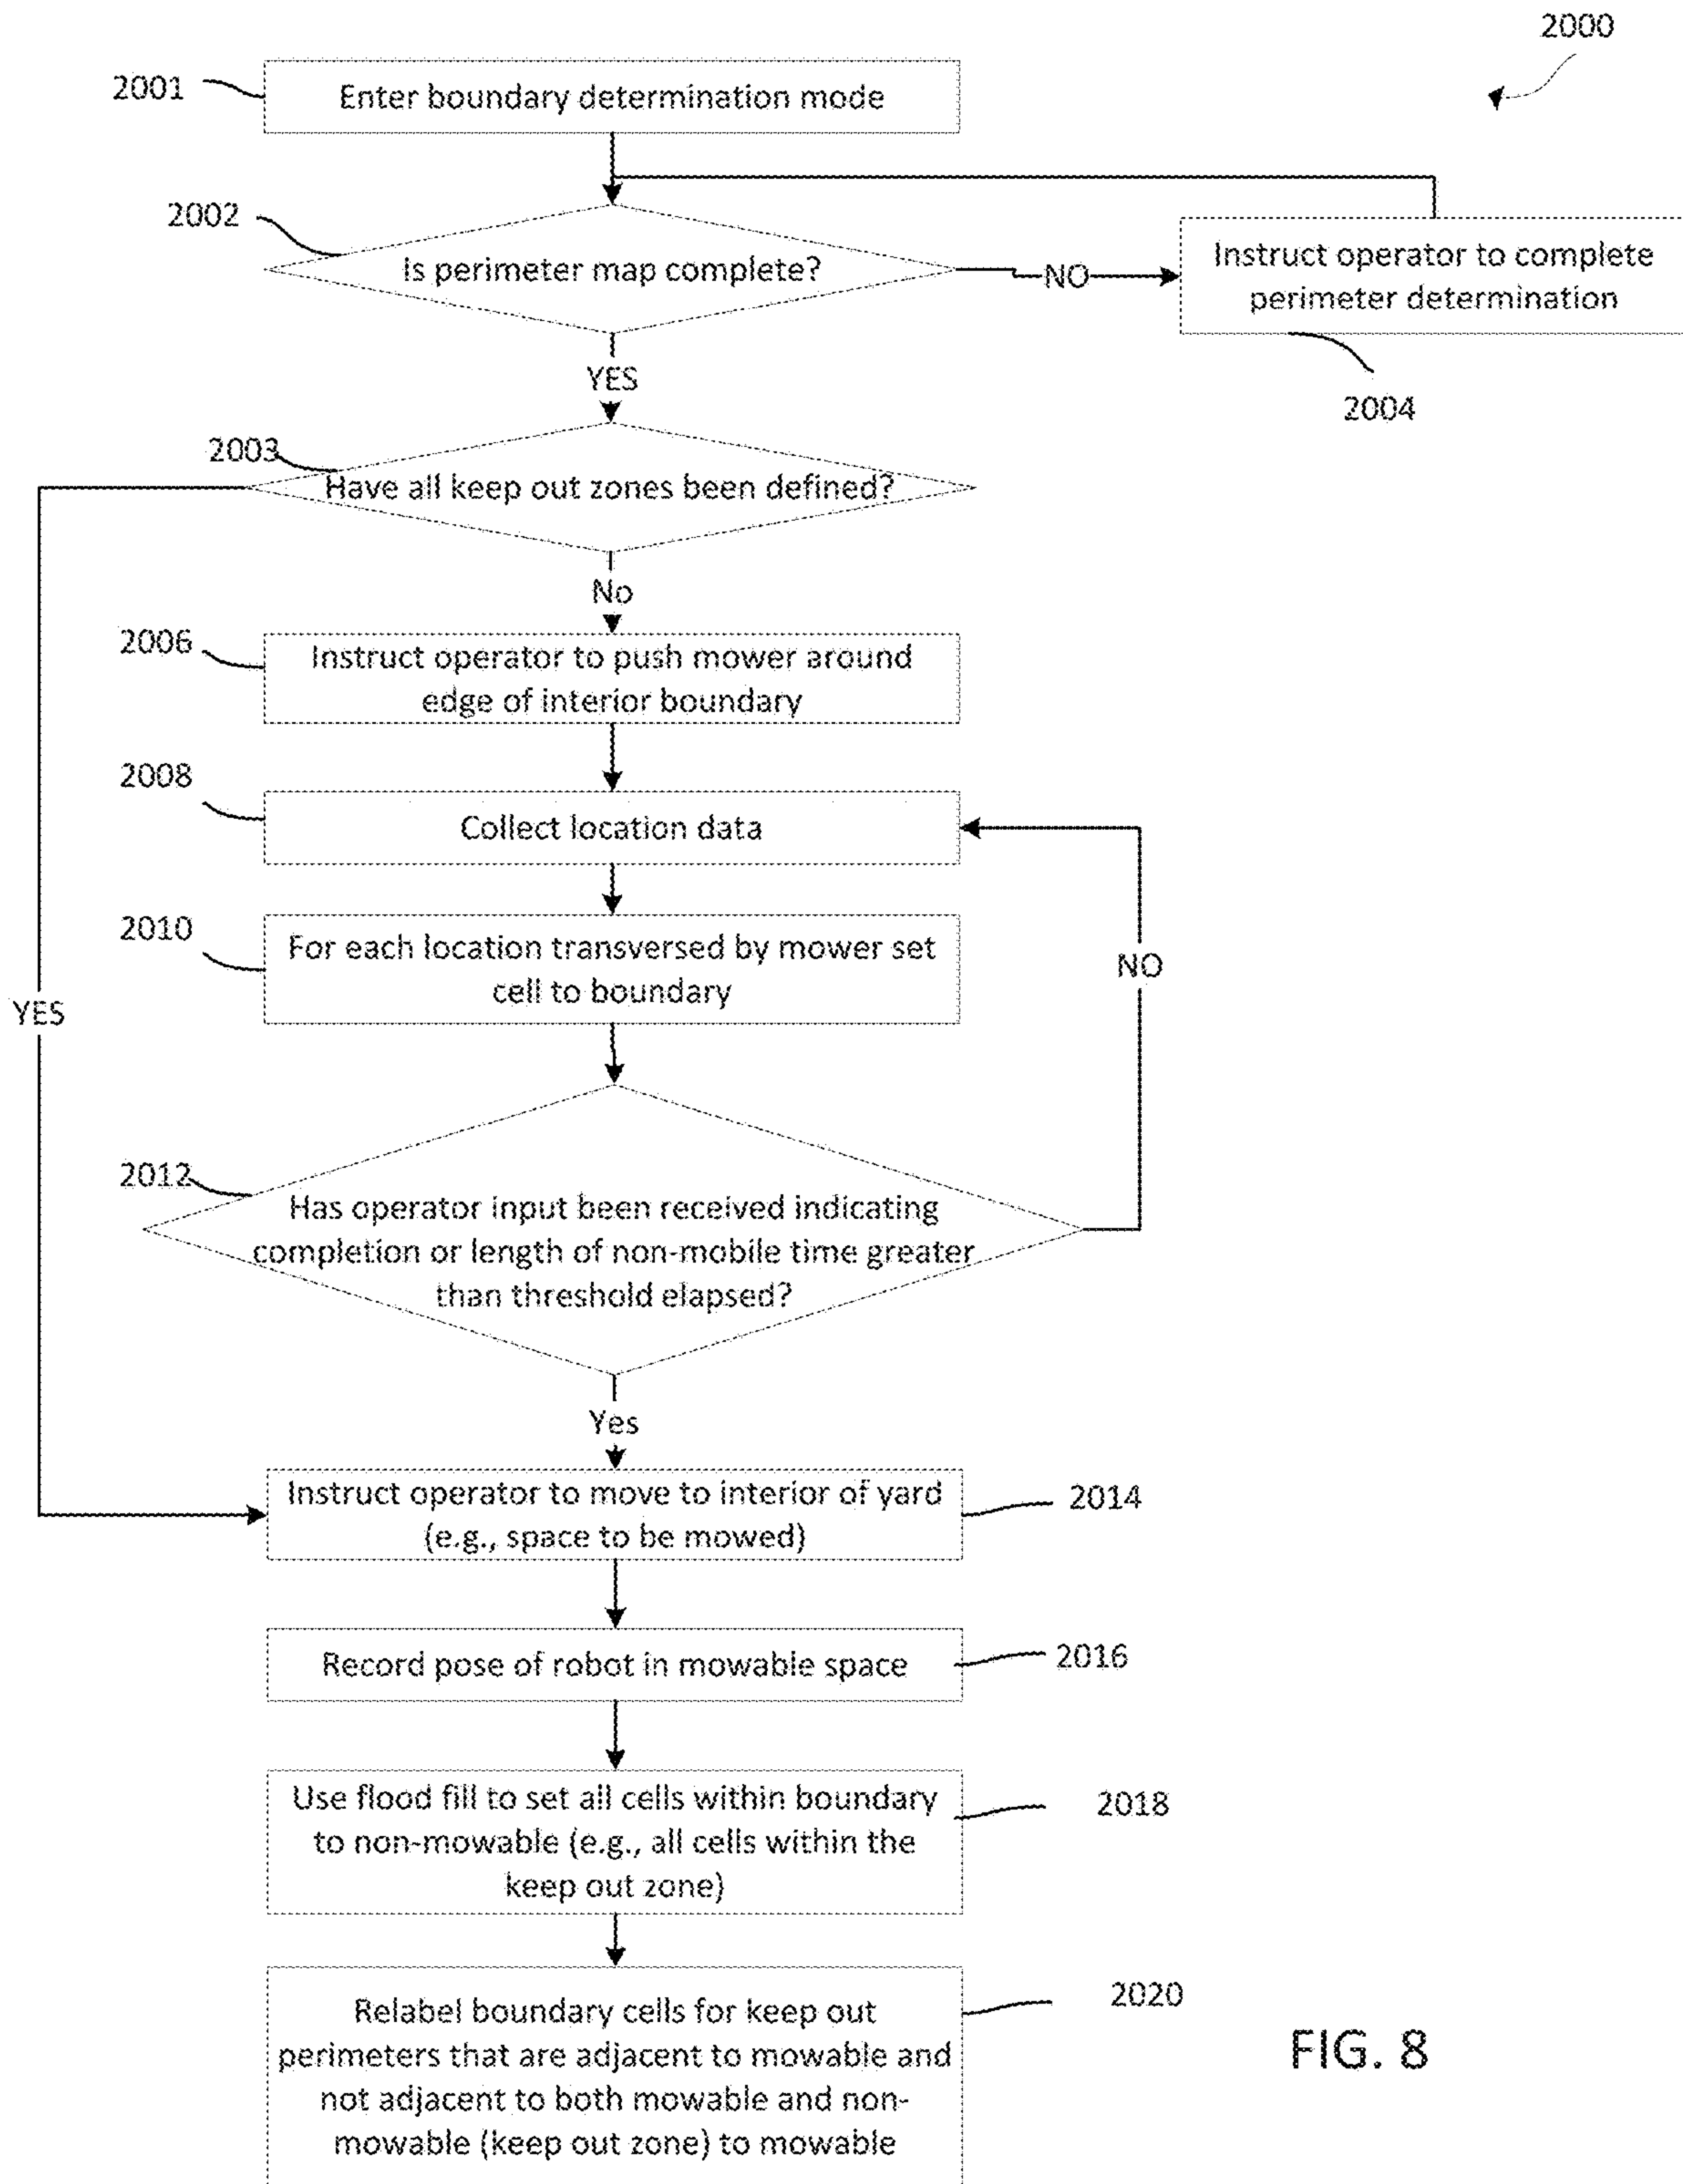 2000
2001
Enter boundary determination mode
2002
Is perimeter map complete?
NO
Instruct operator to complete
perimeter determination
2004
YES
2003
Have all keep out zones been defined?
No
2006
Instruct operator to push mower around
edge of interior boundary
2008
Collect location data
2010
For each location transversed by mower set
cell to boundary
NO
YES
2012
Has operator input been received indicating
completion or length of non-mobile time greater
than threshold elapsed?
Yes
Instruct operator to move to interior of yard
(e.g., space to be mowed)
2014
Record pose of robot in mowable space
2016
Use flood fill to set all cells within boundary
to non-mowable (e.g., all cells within the
keep out zone)
2018
Relabel boundary cells for keep out
perimeters that are adjacent to mowable and
not adjacent to both mowable and non-
mowable (keep out zone) to mowable
2020
FIG. 8